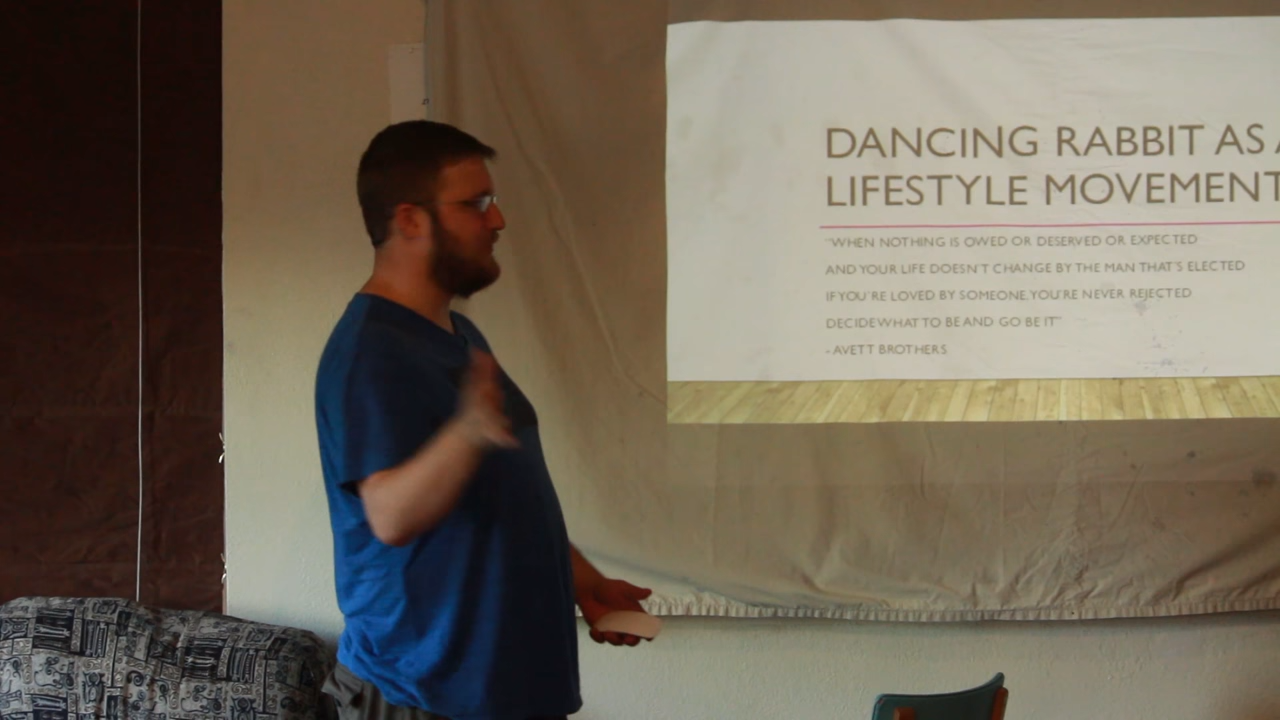 DANCING RABBIT AS A
LIFESTYLE MOVEMENT
"WHEN NOTHING IS OWED OR DESERVED OR EXPECTED
AND YOUR LIFE DOESN'T CHANGE BY THE MAN THAT'S ELECTED
IF YOU'RE LOVED BY SOMEONE, YOU'RE NEVER REJECTED
DECIDE WHAT TO BE AND GO BE IT"
- AVETT BROTHERS